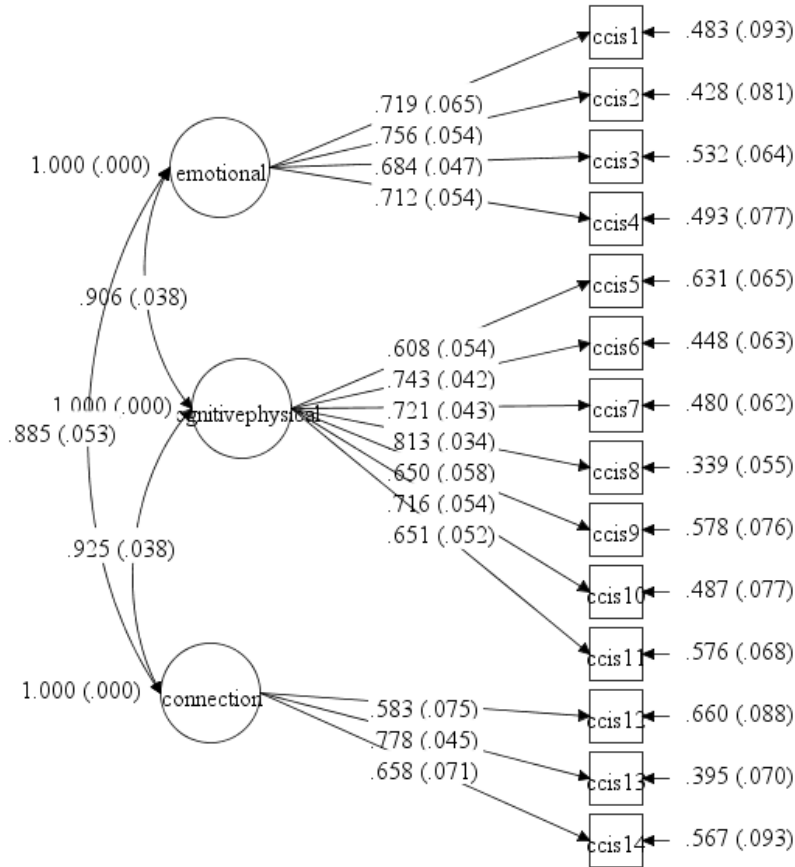 ccis1 .483 (.093)
.719 (.065)
ccis2 .428 (.081)
.756 (.054)
1.000 (.000) emotional
.684 (.047)
ccis3 .532 (.064)
.712 (.054)
ccis4 .493 (.077)
ccis5 .631 (.065)
.906 (.038)
.608 (.054)
ccis6 .448 (.063)
.743 (.042)
1.000 (.000) ognitivephysical
.721 (.043)
ccis7 .480 (.062)
.885 (.053)
.813 (.034)
ccis8 .339 (.055)
.650 (.058)
.716 (.054)
ccis9 .578 (.076)
.651 (.052)
.925 (.038)
ccis10 .487 (.077)
ccis11 .576 (.068)
1.000 (.000) connection
.583 (.075)
ccis12 .660 (.088)
.778 (.045)
.658 (.071)
ccis13 .395 (.070)
ccis14 .567 (.093)